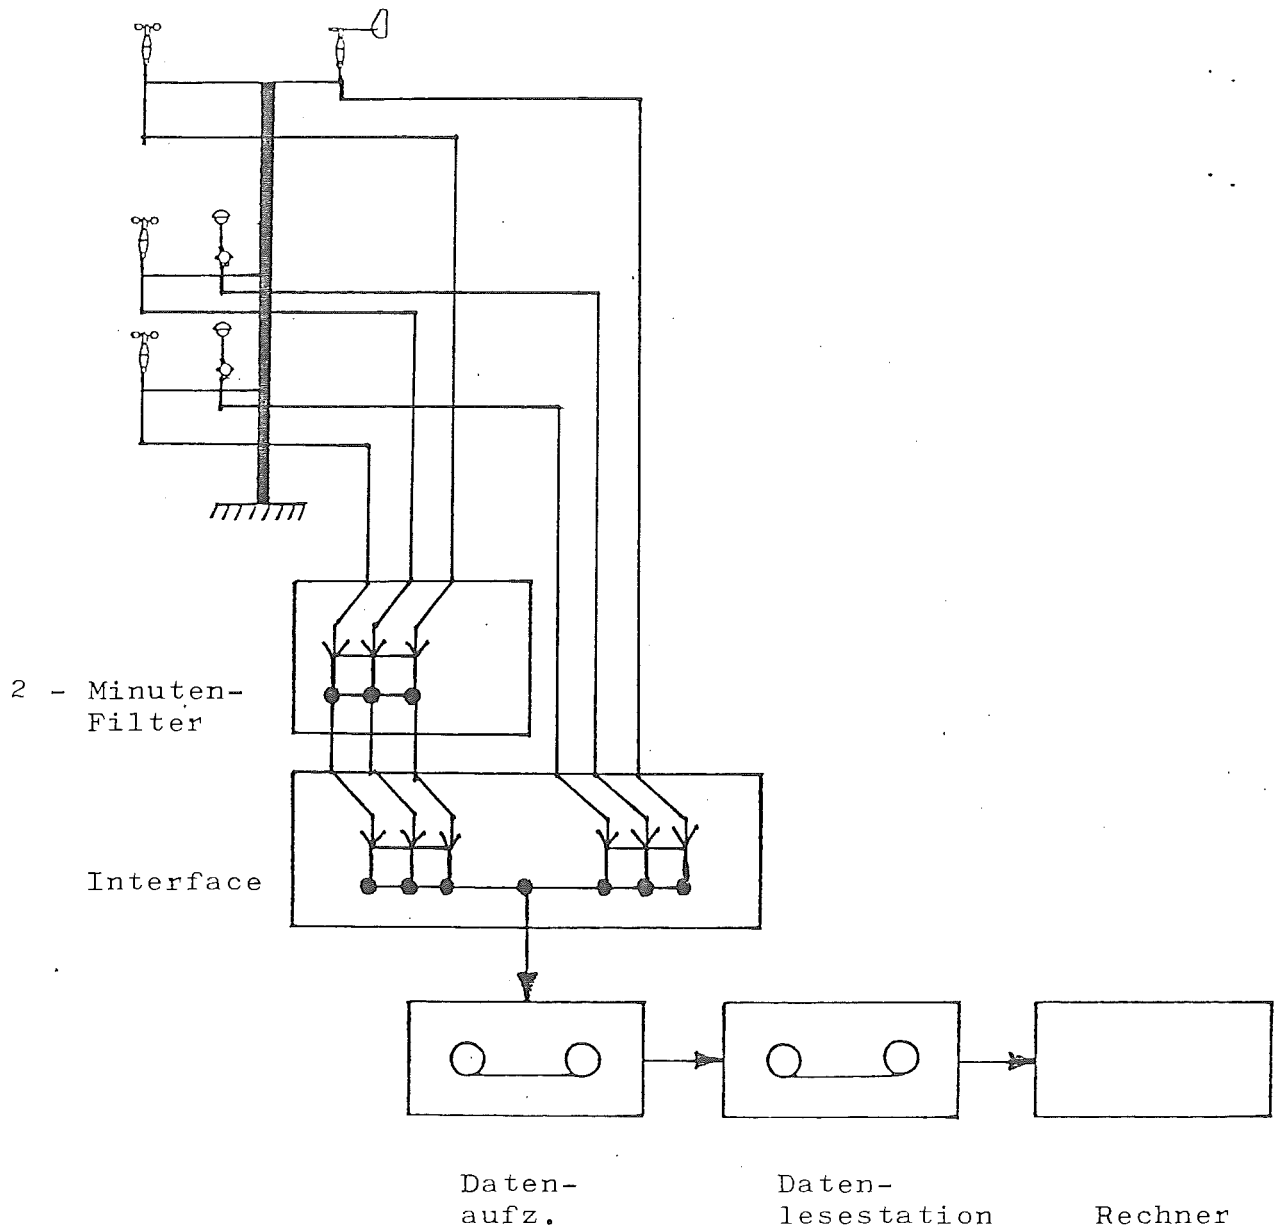 2 - Minuten-
Filter
Interface
Daten-
aufz.
Daten-
lesestation
Rechner